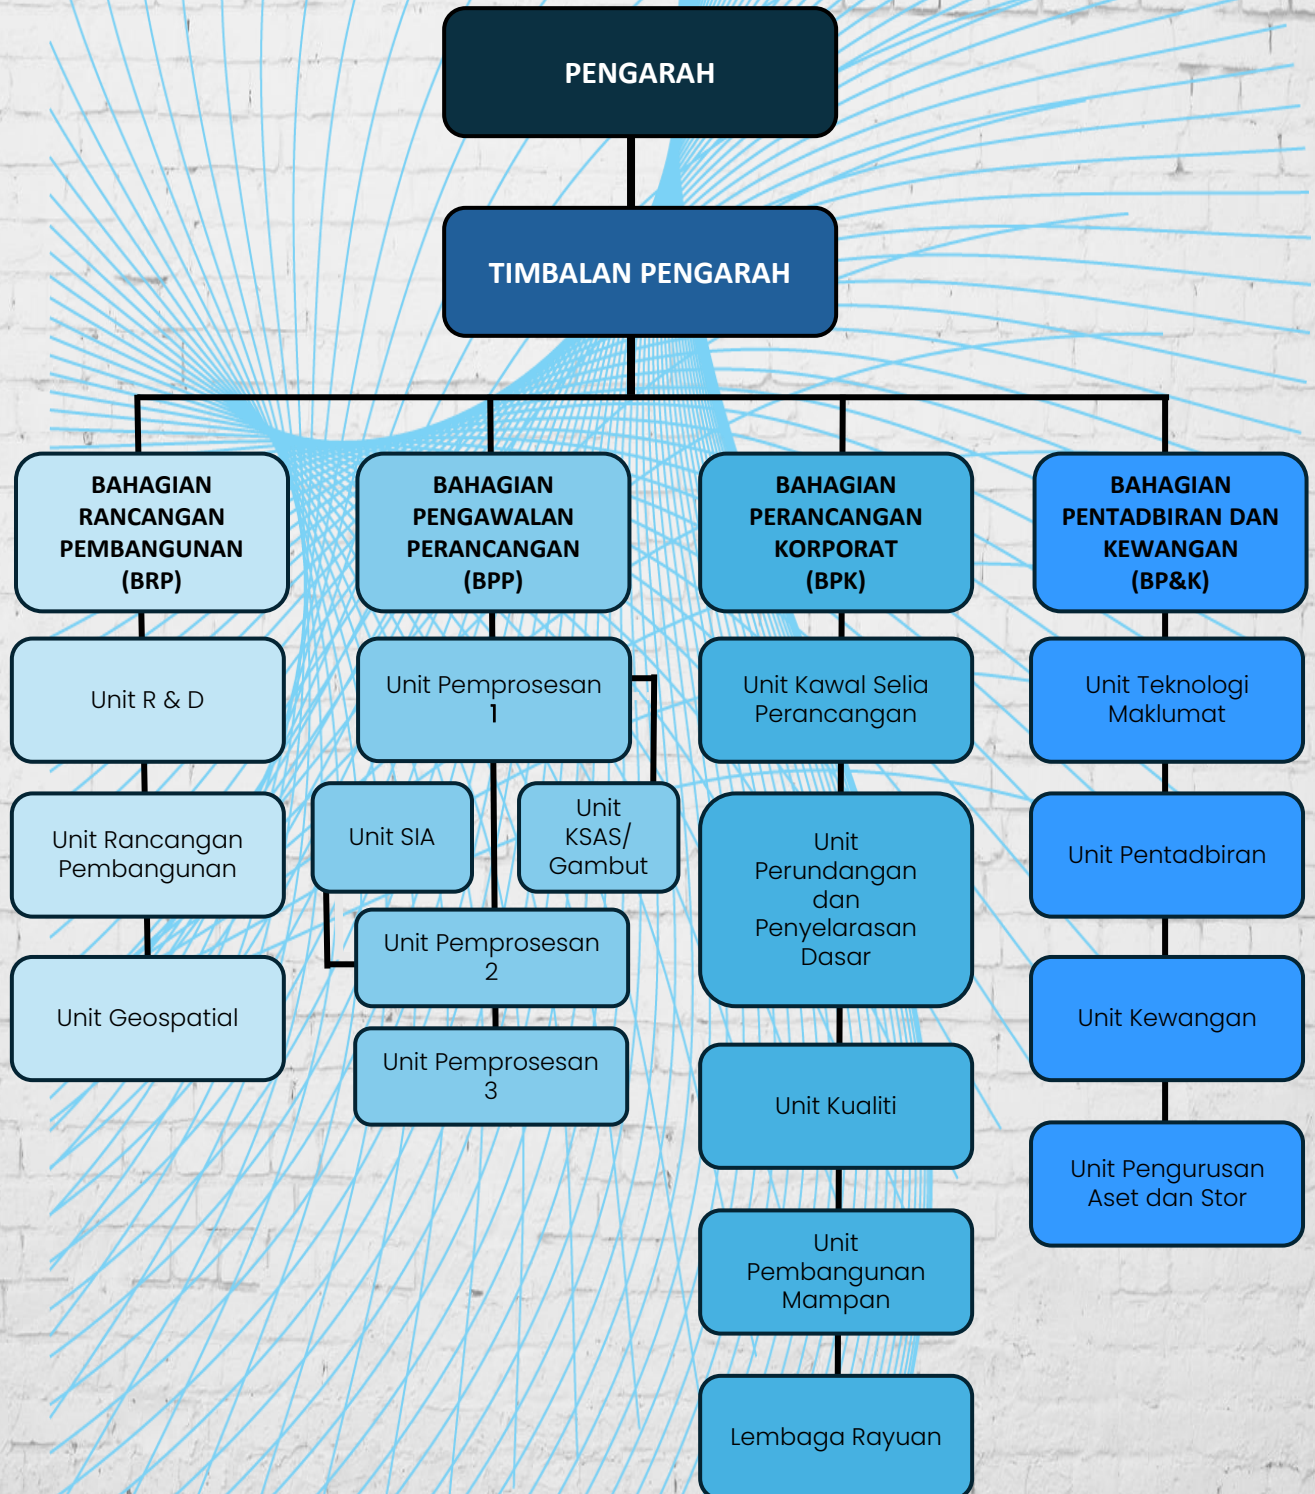 PENGARAH
TIMBALAN PENGARAH
BAHAGIAN
RANCANGAN
PEMBANGUNAN
(BRP)
Unit R & D
Unit Rancangan
Pembangunan
Unit Geospatial
BAHAGIAN
PENGAWALAN
PERANCANGAN
(BPP)
Unit Pemprosesan
1
Unit SIA
Unit
KSAS/
Gambut
Unit Pemprosesan
2
Unit Pemprosesan
3
BAHAGIAN
PERANCANGAN
KORPORAT
(BPK)
Unit Kawal Selia
Perancangan
Unit
Perundangan
dan
Penyelarasan
Dasar
Unit Kualiti
Unit
Pembangunan
Mampan
Lembaga Rayuan
BAHAGIAN
PENTADBIRAN DAN
KEWANGAN
(BP&K)
Unit Teknologi
Maklumat
Unit Pentadbiran
Unit Kewangan
Unit Pengurusan
Aset dan Stor